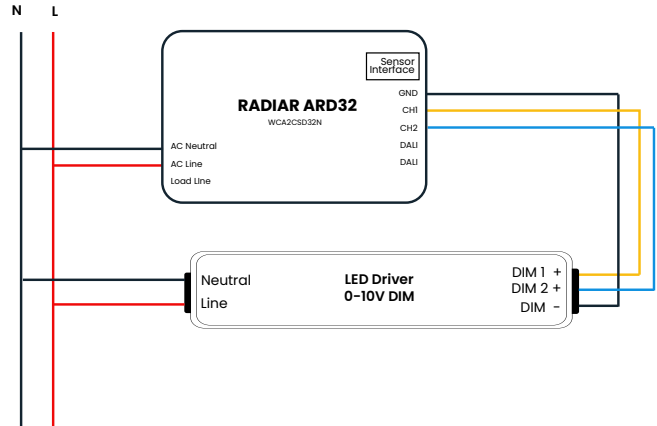 N L
Sensor
Interface
RADIAR ARD32
WCA2CSD32N
GND
CH1
CH2
DALI
DALI
AC Neutral
AC Line
Load LIne
Neutral
Line
LED Driver
0-10V DIM
DIM 1 +
DIM 2 +
DIM -